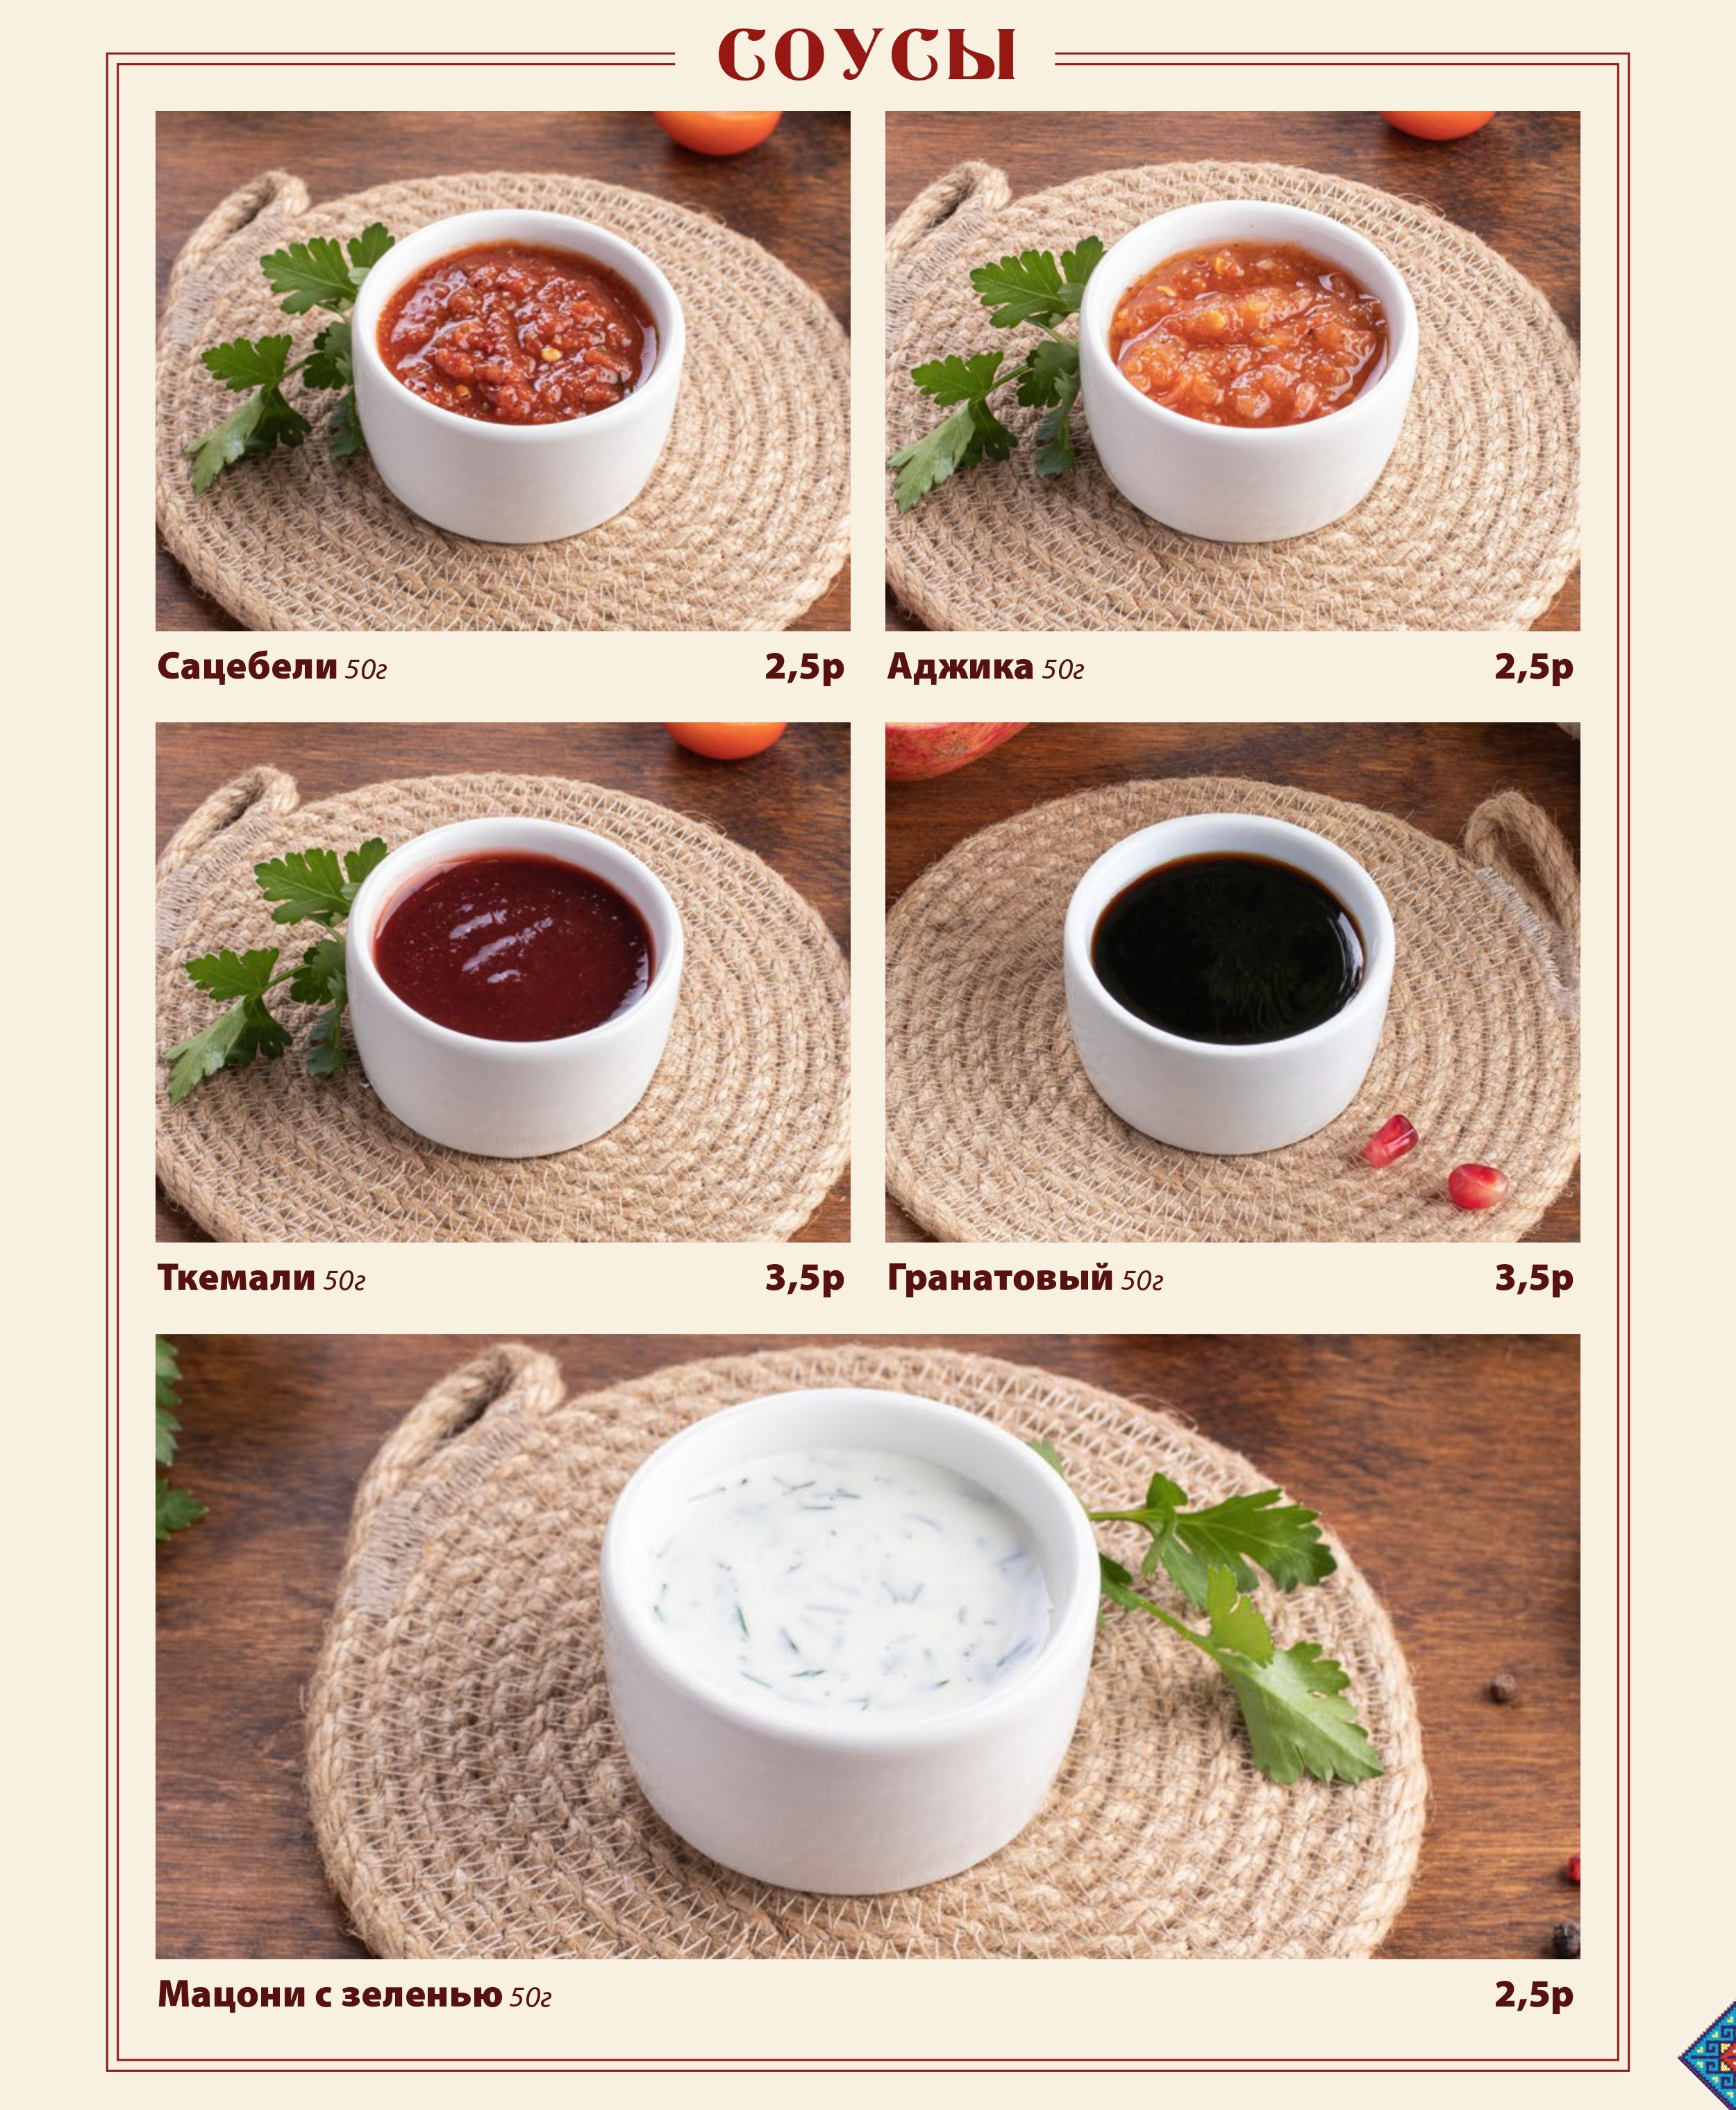 СОУСЫ
Сацебели 50г 2,5р
Аджика 50г 2,5р
Ткемали 50г 3,5р
Гранатовый 50г 3,5р
Мацони с зеленью 50г 2,5р